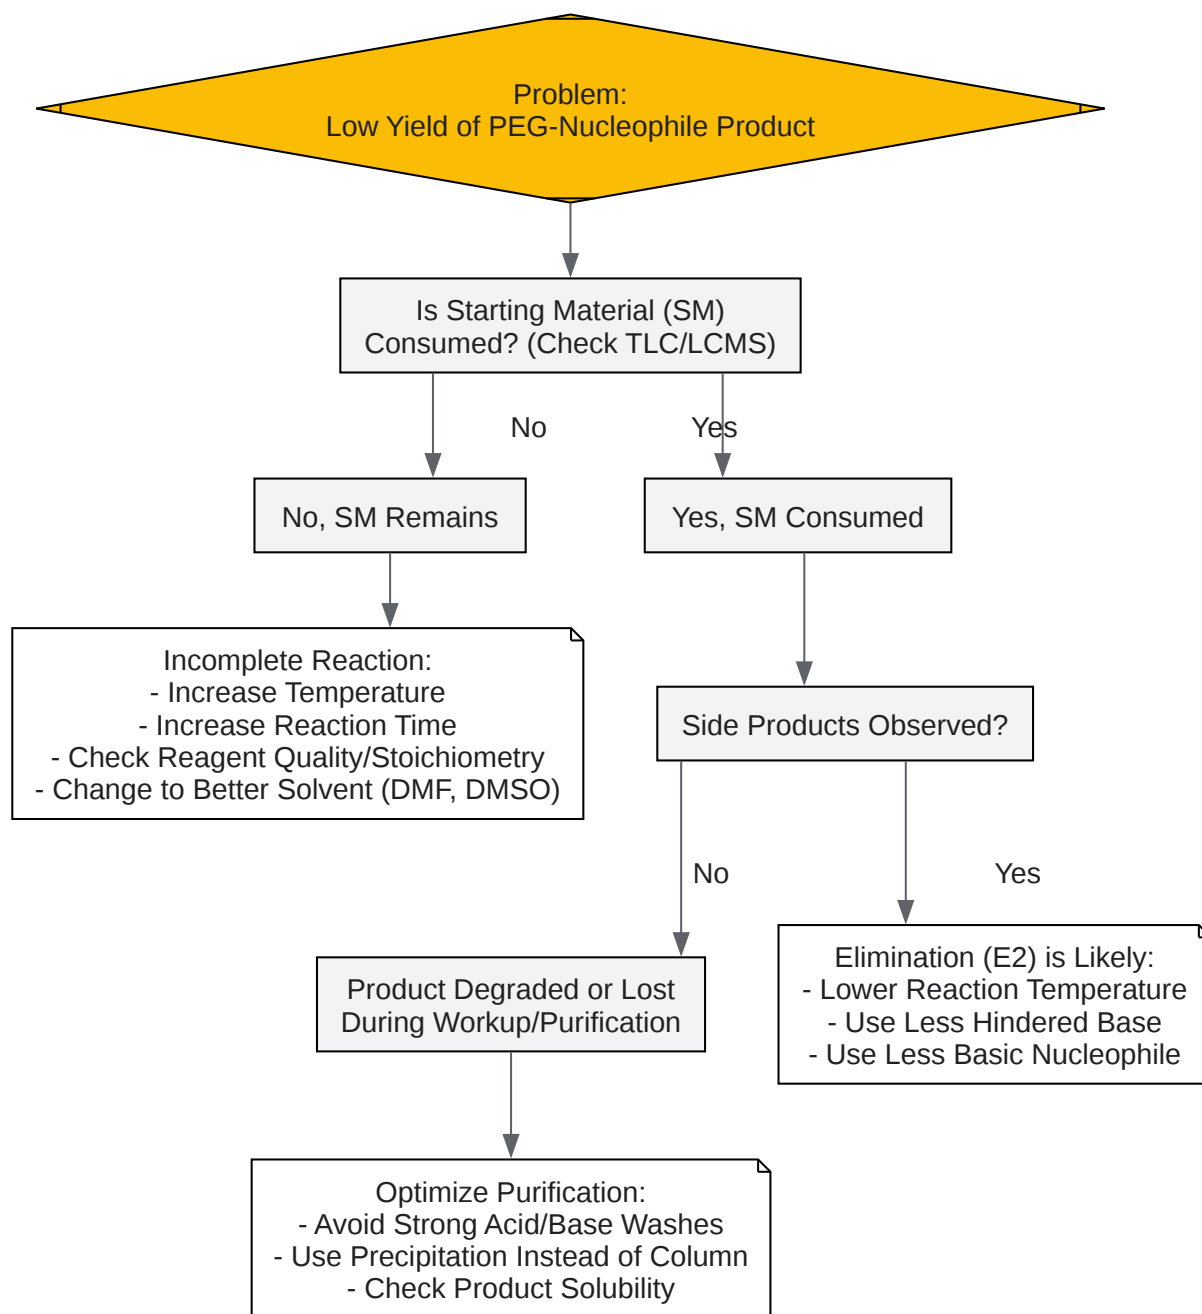 Problem:
Low Yield of PEG-Nucleophile Product
Is Starting Material (SM)
Consumed? (Check TLC/LCMS)
No
Yes
No, SM Remains
Yes, SM Consumed
Incomplete Reaction:
- Increase Temperature
- Increase Reaction Time
- Check Reagent Quality/Stoichiometry
- Change to Better Solvent (DMF, DMSO)
Side Products Observed?
No
Yes
Product Degraded or Lost
During Workup/Purification
Elimination (E2) is Likely:
- Lower Reaction Temperature
- Use Less Hindered Base
- Use Less Basic Nucleophile
Optimize Purification:
- Avoid Strong Acid/Base Washes
- Use Precipitation Instead of Column
- Check Product Solubility